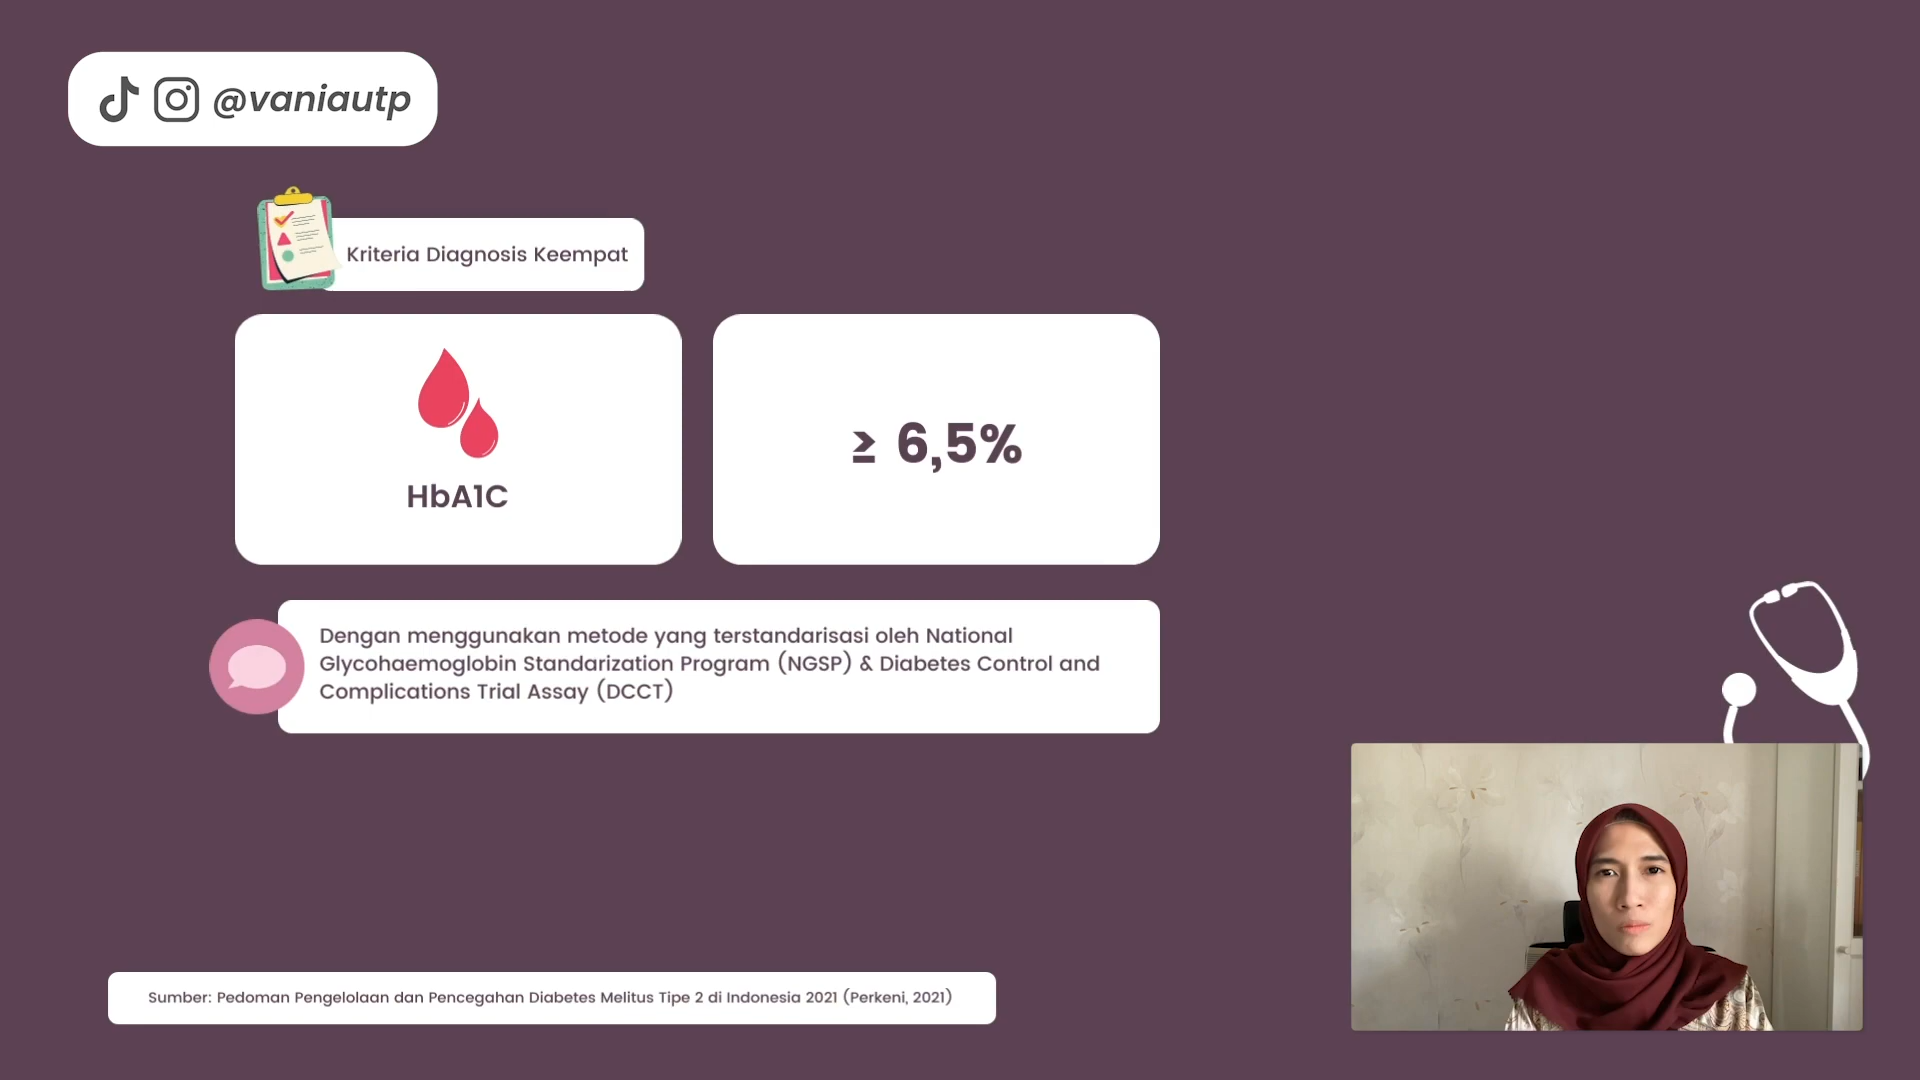 @vaniautp
Kriteria Diagnosis Keempat
HbA1C
≥ 6,5%
Dengan menggunakan metode yang terstandarisasi oleh National
Glycohaemoglobin Standarization Program (NGSP) & Diabetes Control and
Complications Trial Assay (DCCT)
Sumber: Pedoman Pengelolaan dan Pencegahan Diabetes Melitus Tipe 2 di Indonesia 2021 (Perkeni, 2021)